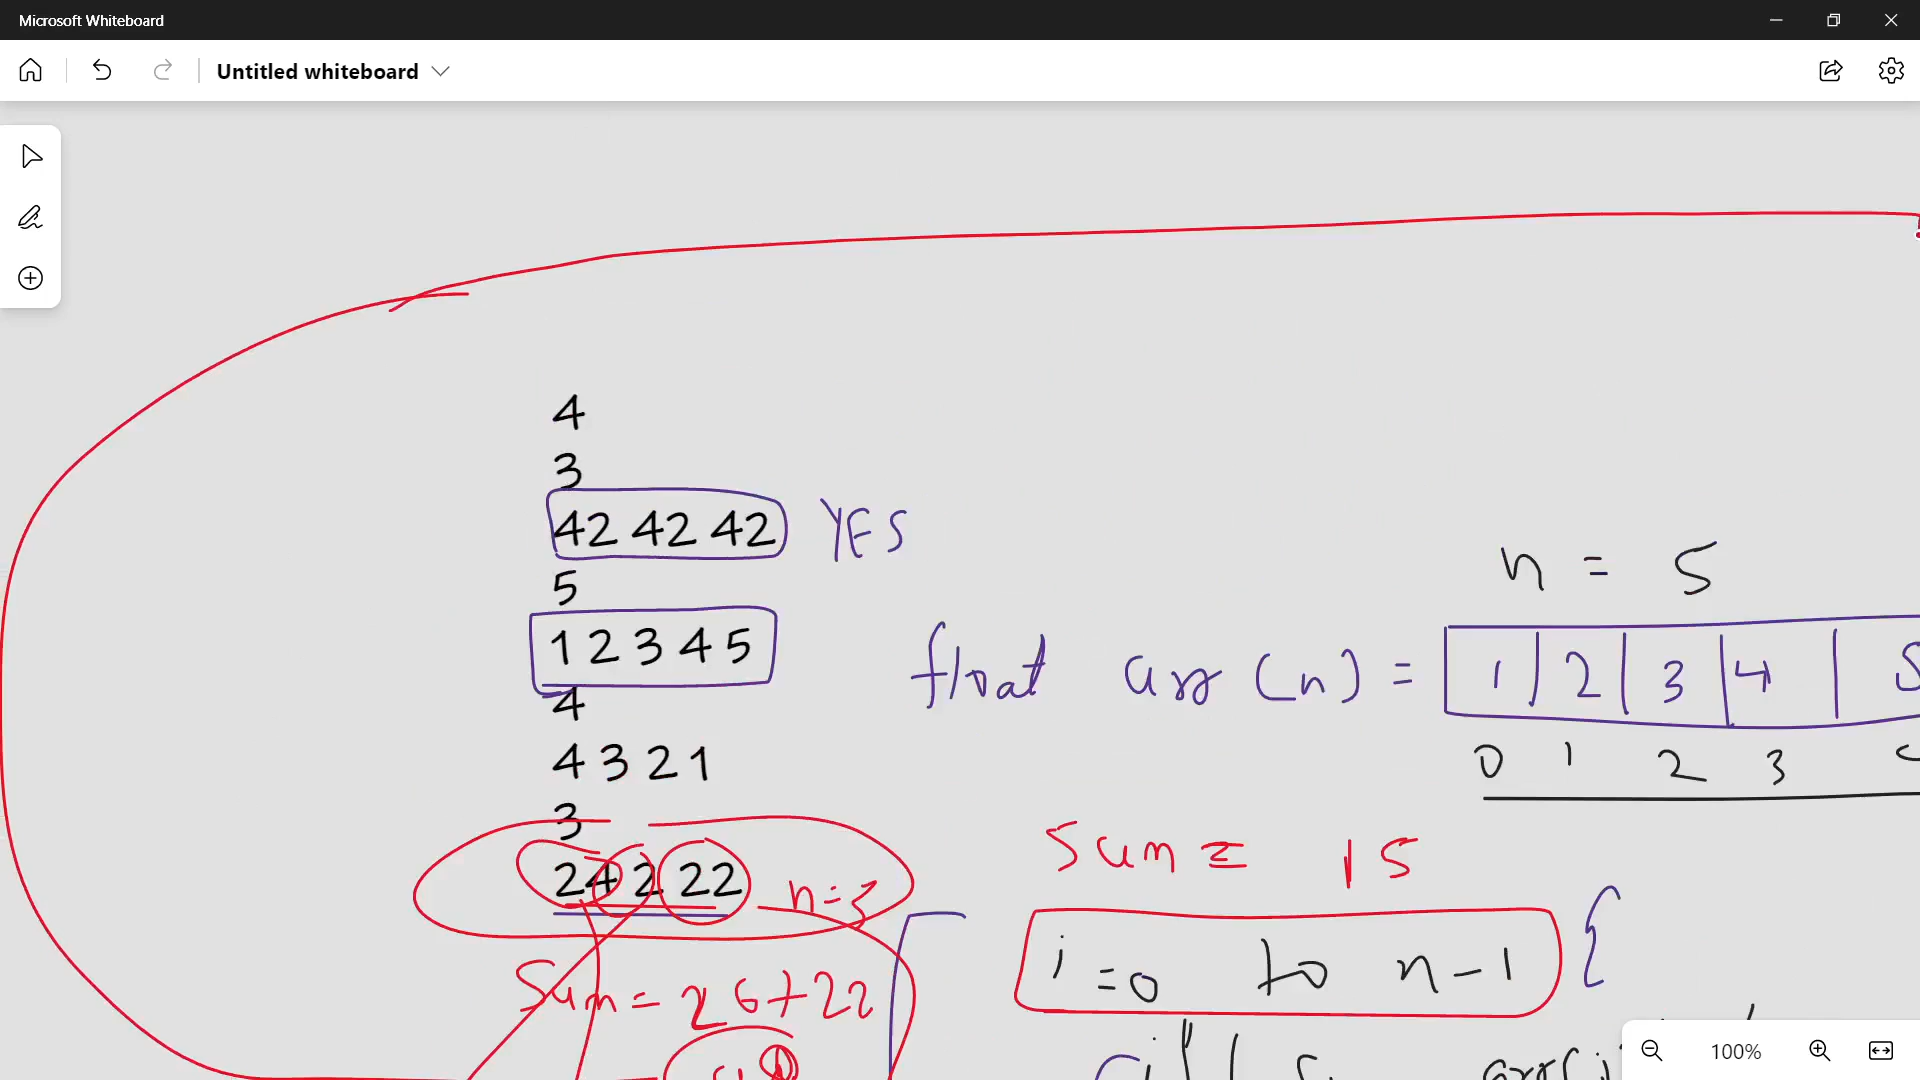 Microsoft Whiteboard
Untitled whiteboard
4
3
42 42 42 YES
5
n = 5
1 2 3 4 5
float arr (n) = 1 2 3 4 5
4
4 3 2 1
0 1 2 3
3
sum = 15
24 2 22 n=3
i=0 to n-1 {
Sum = 26+22
100%